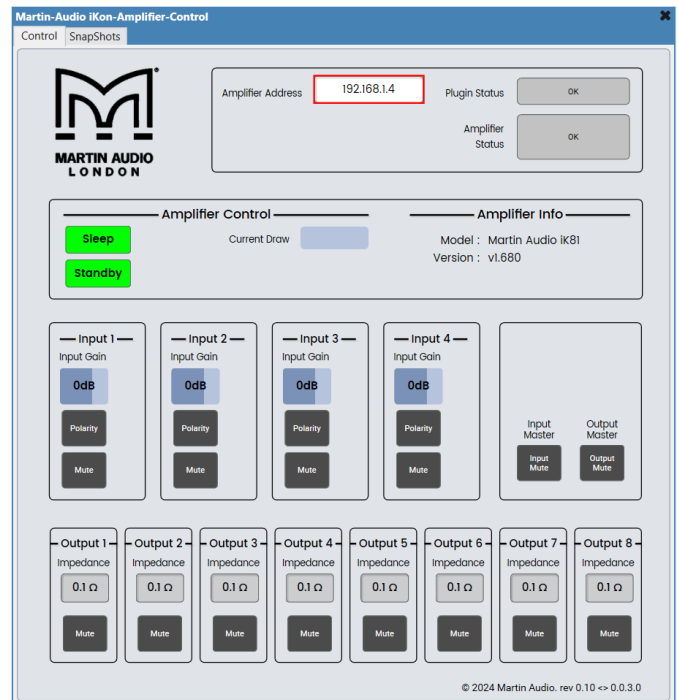 Martin-Audio iKon-Amplifier-Control
Control SnapShots
MARTIN AUDIO
LONDON
Amplifier Address 192.168.1.4 Plugin Status OK
Amplifier
Status OK
Amplifier Control
Sleep Current Draw
Standby
Amplifier Info
Model : Martin Audio iK81
Version : v1.680
Input 1 Input 2 Input 3 Input 4
Input Gain Input Gain Input Gain Input Gain
0dB 0dB 0dB 0dB
Polarity Polarity Polarity Polarity
Mute Mute Mute Mute
Input
Master
Input
Mute
Output
Master
Output
Mute
Output 1 Output 2 Output 3 Output 4 Output 5 Output 6 Output 7 Output 8
Impedance Impedance Impedance Impedance Impedance Impedance Impedance Impedance
0.1 Ω 0.1 Ω 0.1 Ω 0.1 Ω 0.1 Ω 0.1 Ω 0.1 Ω 0.1 Ω
Mute Mute Mute Mute Mute Mute Mute Mute
© 2024 Martin Audio. rev 0.10 <> 0.0.3.0